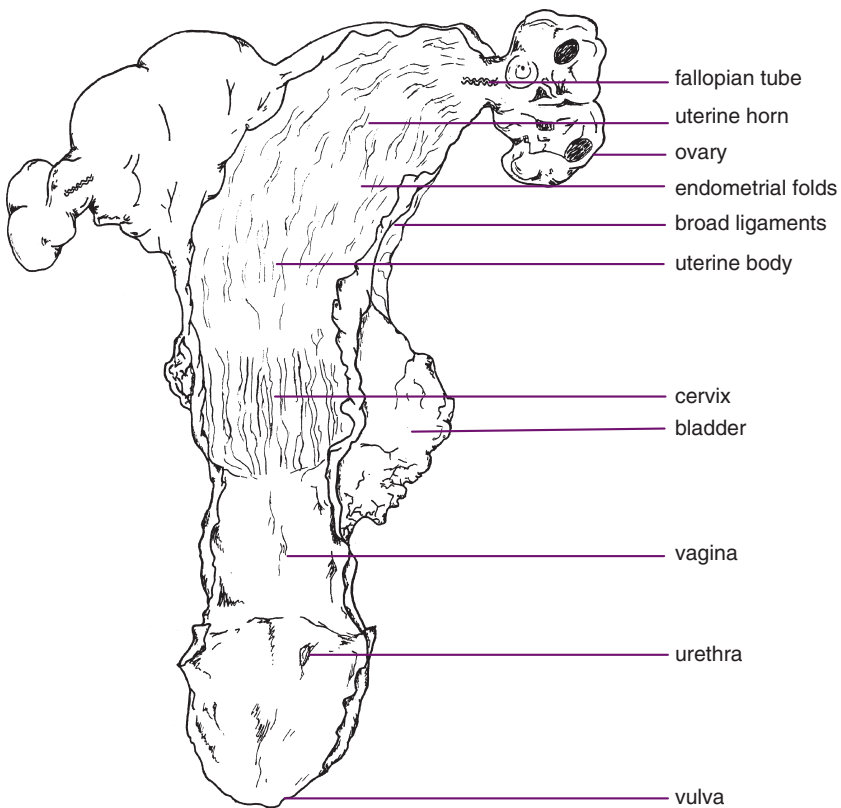 fallopian tube
uterine horn
ovary
endometrial folds
broad ligaments
uterine body
cervix
bladder
vagina
urethra
vulva